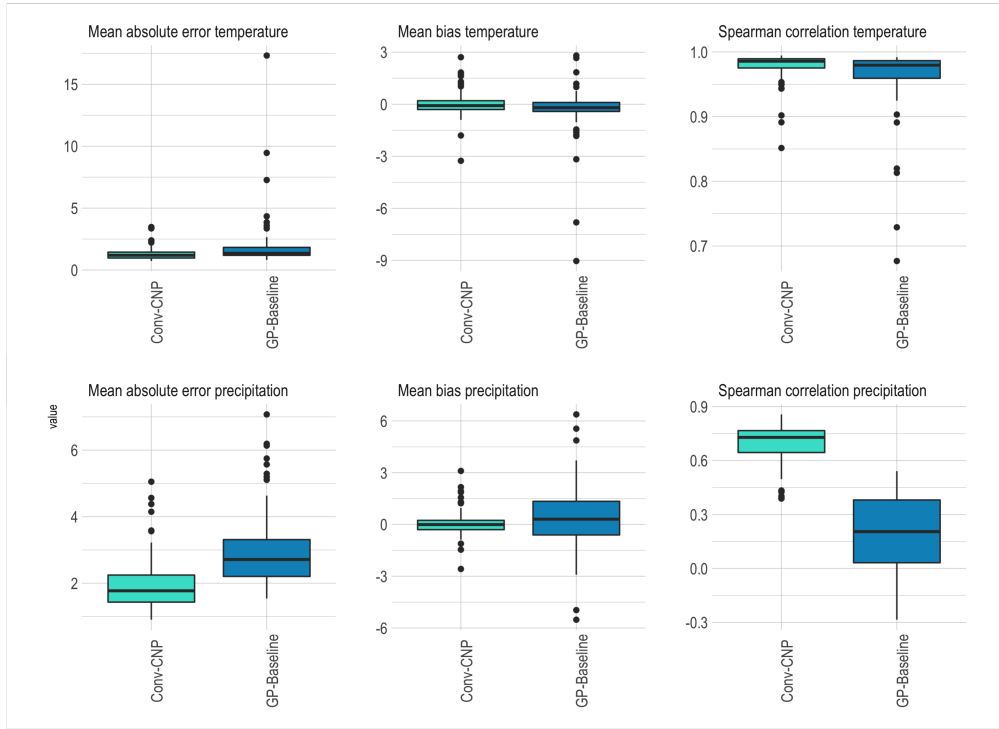 Mean absolute error temperature
Mean bias temperature
Spearman correlation temperature
15
10
5
0
3
0
-3
-6
-9
1.0
0.9
0.8
0.7
Conv-CNP
GP-Baseline
Conv-CNP
GP-Baseline
Conv-CNP
GP-Baseline
value
Mean absolute error precipitation
Mean bias precipitation
Spearman correlation precipitation
6
4
2
6
3
0
-3
-6
0.9
0.6
0.3
0.0
-0.3
Conv-CNP
GP-Baseline
Conv-CNP
GP-Baseline
Conv-CNP
GP-Baseline